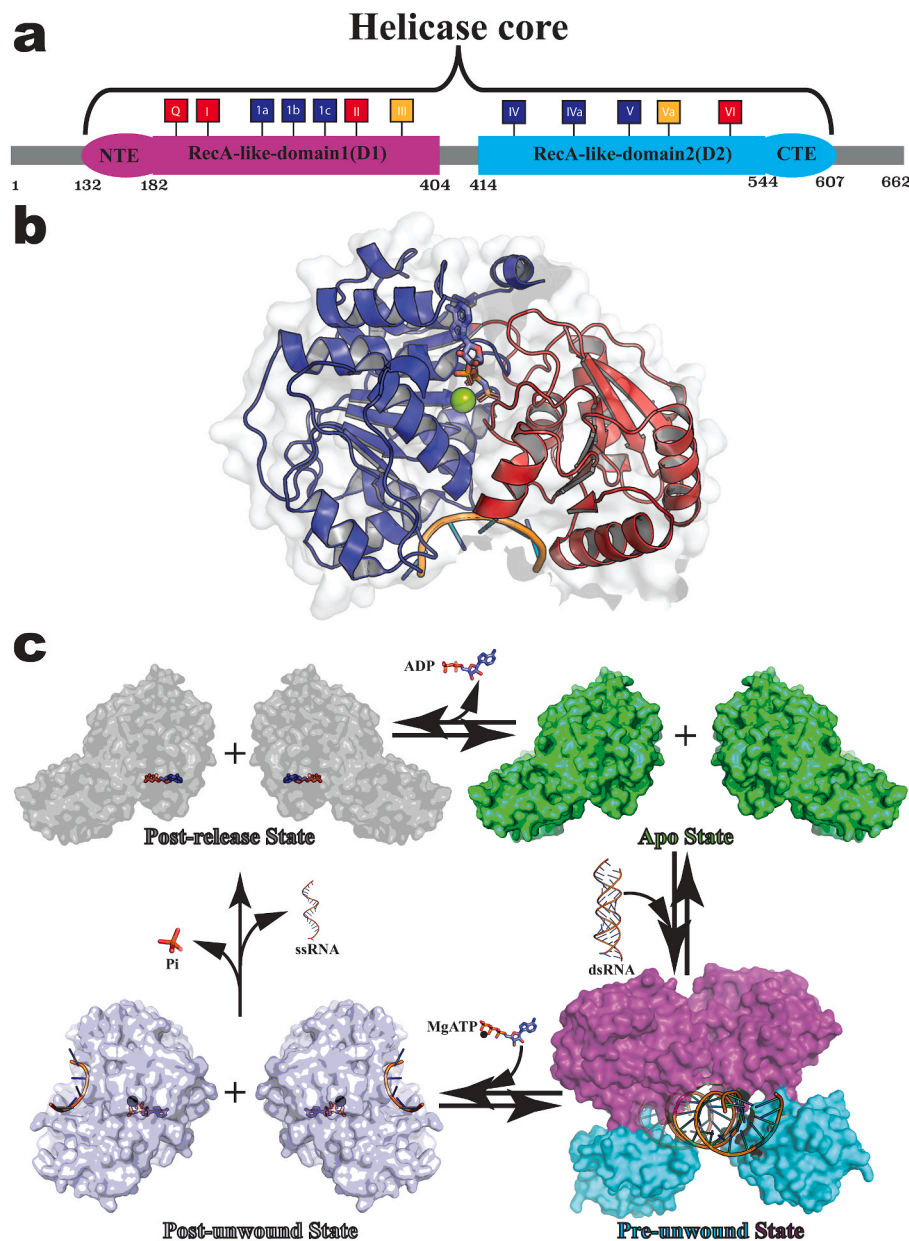 a
Helicase core
Q I 1a 1b 1c II III IV IVa V Va VI
NTE RecA-like-domain1(D1) RecA-like-domain2(D2) CTE
1 132 182 404 414 544 607 662
b
c
ADP
+ +
Post-release State Apo State
Pi ssRNA dsRNA
MgATP
+
Post-unwound State Pre-unwound State